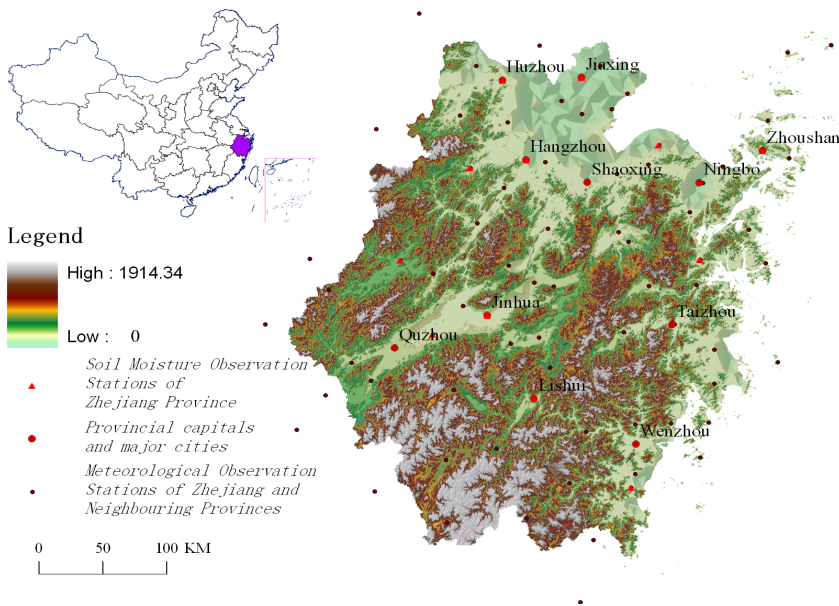 Huzhou
Jiaxing
Zhoushan
Hangzhou
Shaoxing
Ningbo
Legend
High : 1914.34
Low : 0
Jinhua
Taizhou
Quzhou
Lishui
Wenzhou
Soil Moisture Observation
Stations of
Zhejiang Province
Provincial capitals
and major cities
Meteorological Observation
Stations of Zhejiang and
Neighbouring Provinces
0 50 100 KM